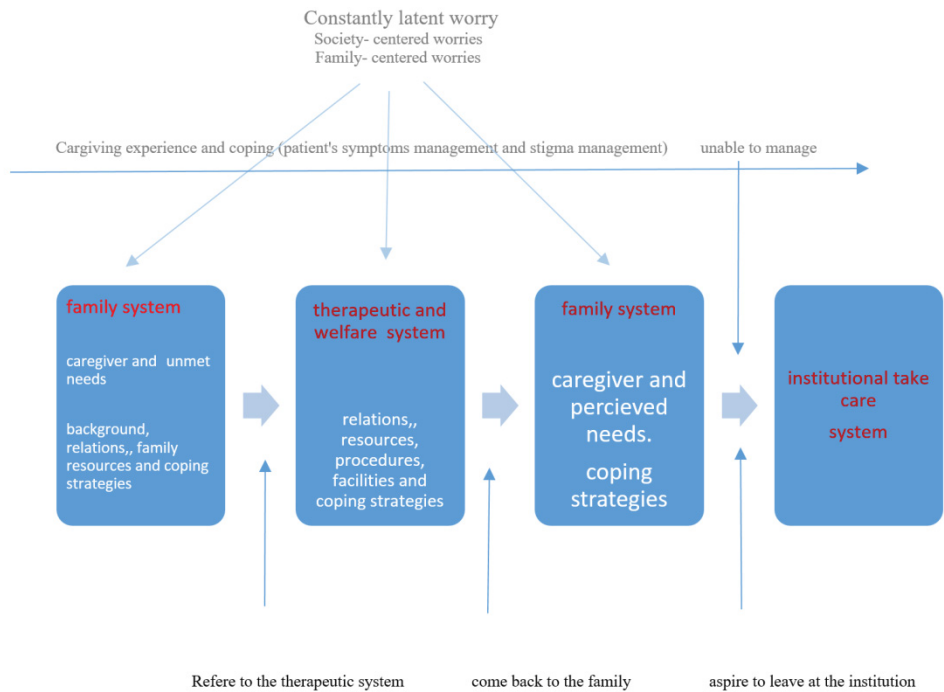 Constantly latent worry
Society- centered worries
Family- centered worries
Cargiving experience and coping (patient's symptoms management and stigma management)
unable to manage
family system
caregiver and unmet
needs
background,
relations,, family
resources and coping
strategies
therapeutic and
welfare system
relations,,
resources,
procedures,
facilities and
coping strategies
family system
caregiver and
percieved
needs.
coping
strategies
institutional take
care
system
Refere to the therapeutic system
come back to the family
aspire to leave at the institution